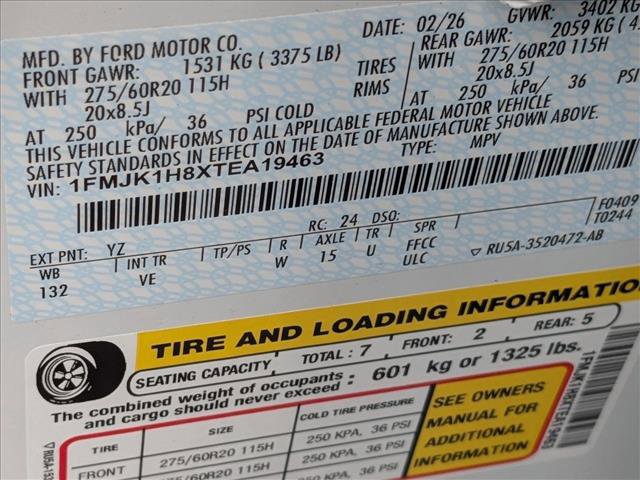 MFD. BY FORD MOTOR CO. DATE: 02/26 GVWR: 3402 KG
FRONT GAWR: 1531 KG ( 3375 LB) REAR GAWR: 2059 KG
WITH 275/60R20 115H TIRES WITH 275/60R20 115H
20x8.5J RIMS 20x8.5J
AT 250 kPa/ 36 PSI COLD AT 250 kPa/ 36
THIS VEHICLE CONFORMS TO ALL APPLICABLE FEDERAL MOTOR VEHICLE
SAFETY STANDARDS IN EFFECT ON THE DATE OF MANUFACTURE SHOWN ABOVE.
VIN: 1FMJK1H8XTEA19463 TYPE: MPV
F0409
T0244
EXT PNT: YZ RC: 24 DSO:
WB INT TR TP/PS R AXLE TR SPR
132 VE W 15 U FFCC
ULC ▽ RU5A-3520472-AB
TIRE AND LOADING INFORMATIO
SEATING CAPACITY TOTAL: 7 FRONT: 2 REAR: 5
The combined weight of occupants
and cargo should never exceed: 601 kg or 1325 lbs.
TIRE SIZE COLD TIRE PRESSURE
FRONT 275/60R20 115H 250 KPA, 36 PSI
275/60R20 115H 250 KPA, 36 PSI
SEE OWNERS
MANUAL FOR
ADDITIONAL
INFORMATION
1FMJK1H8XTEA19463